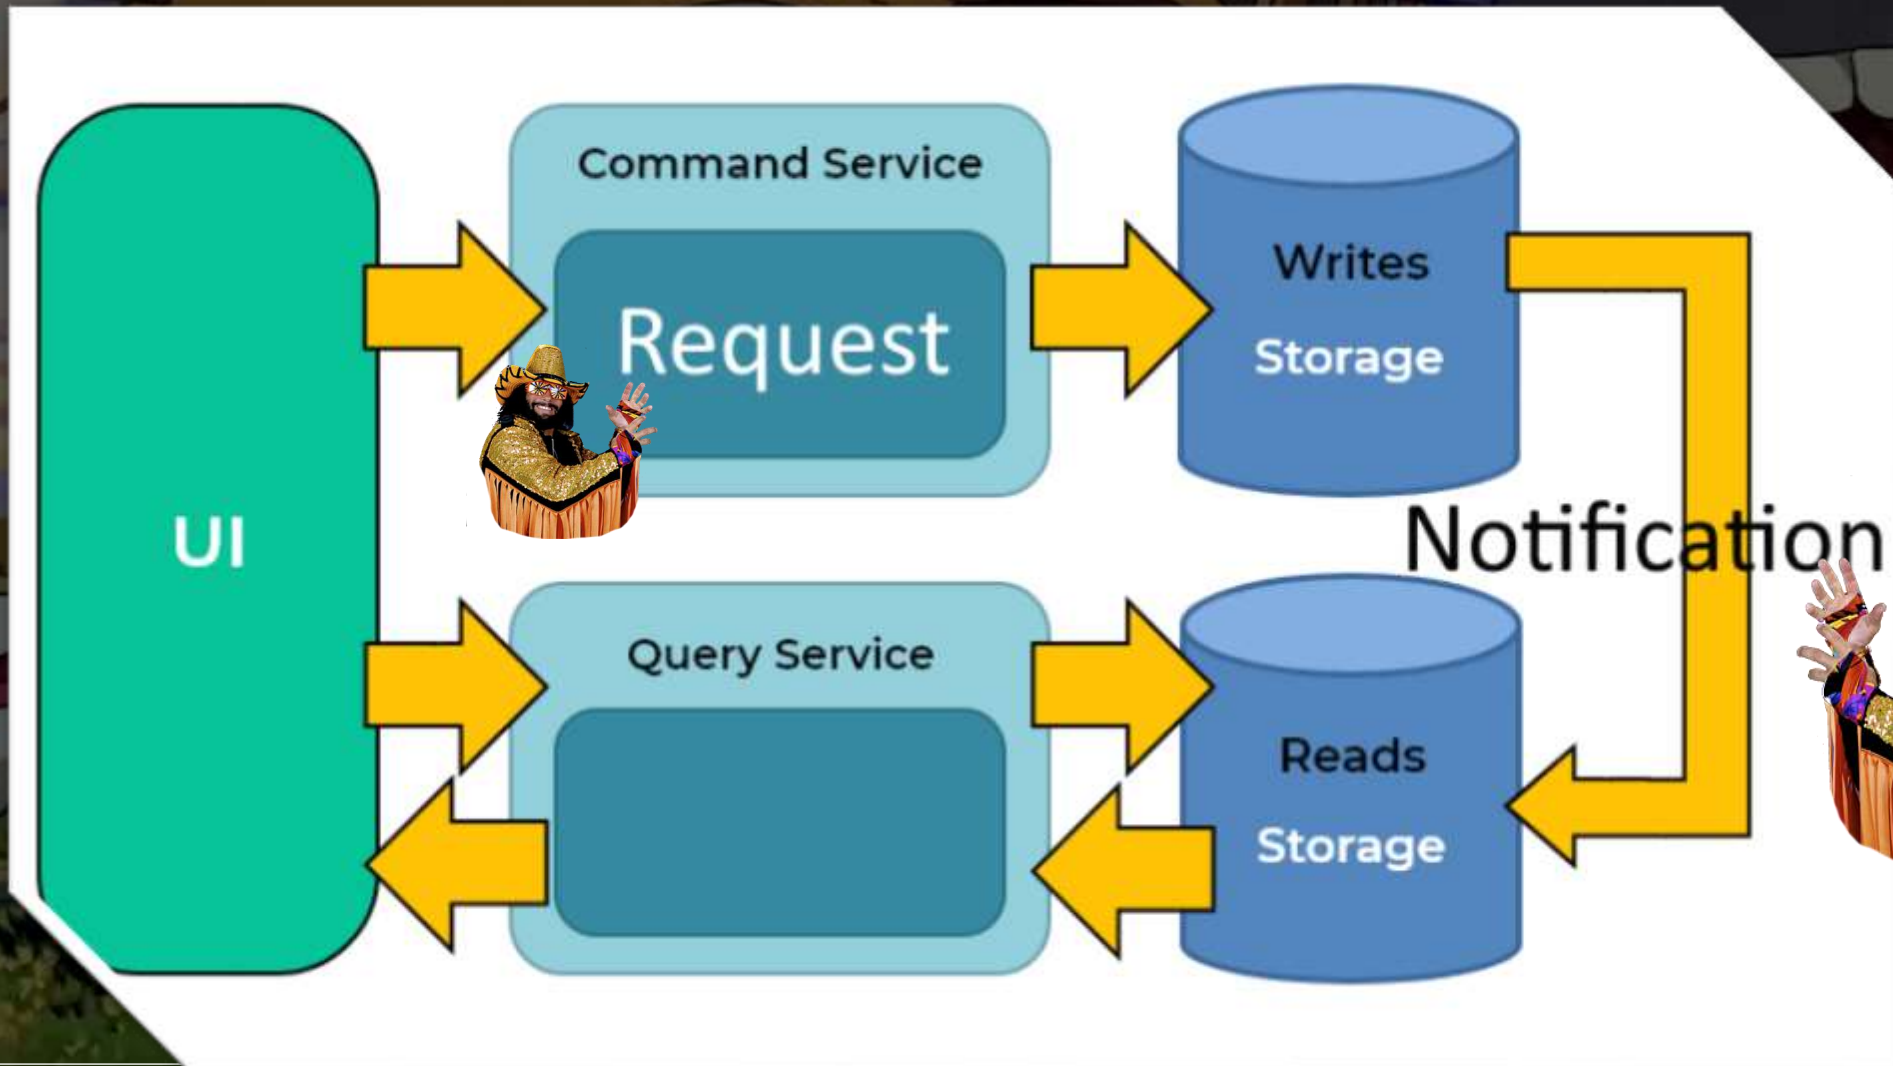 UI
Command Service
Request
Writes
Storage
Notification
Query Service
Reads
Storage